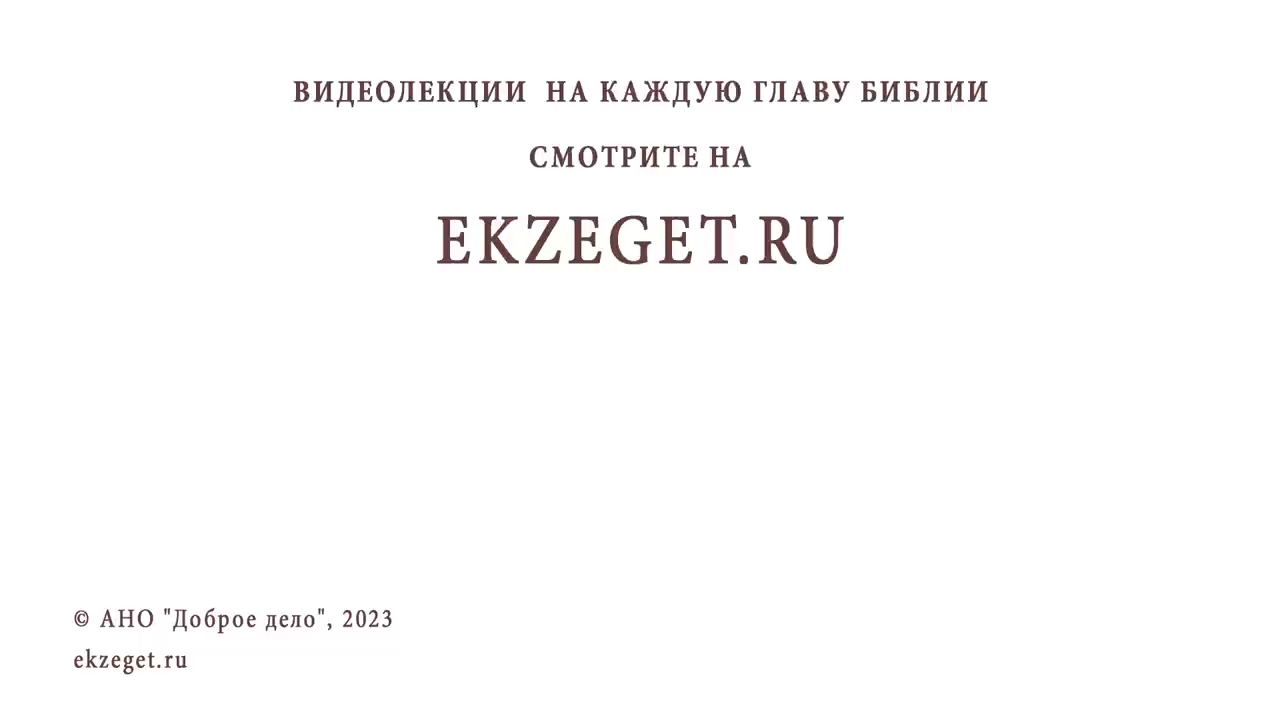 ВИДЕОЛЕКЦИИ НА КАЖДУЮ ГЛАВУ БИБЛИИ
СМОТРИТЕ НА
EKZEGET.RU
© АНО "Доброе дело", 2023
ekzeget.ru